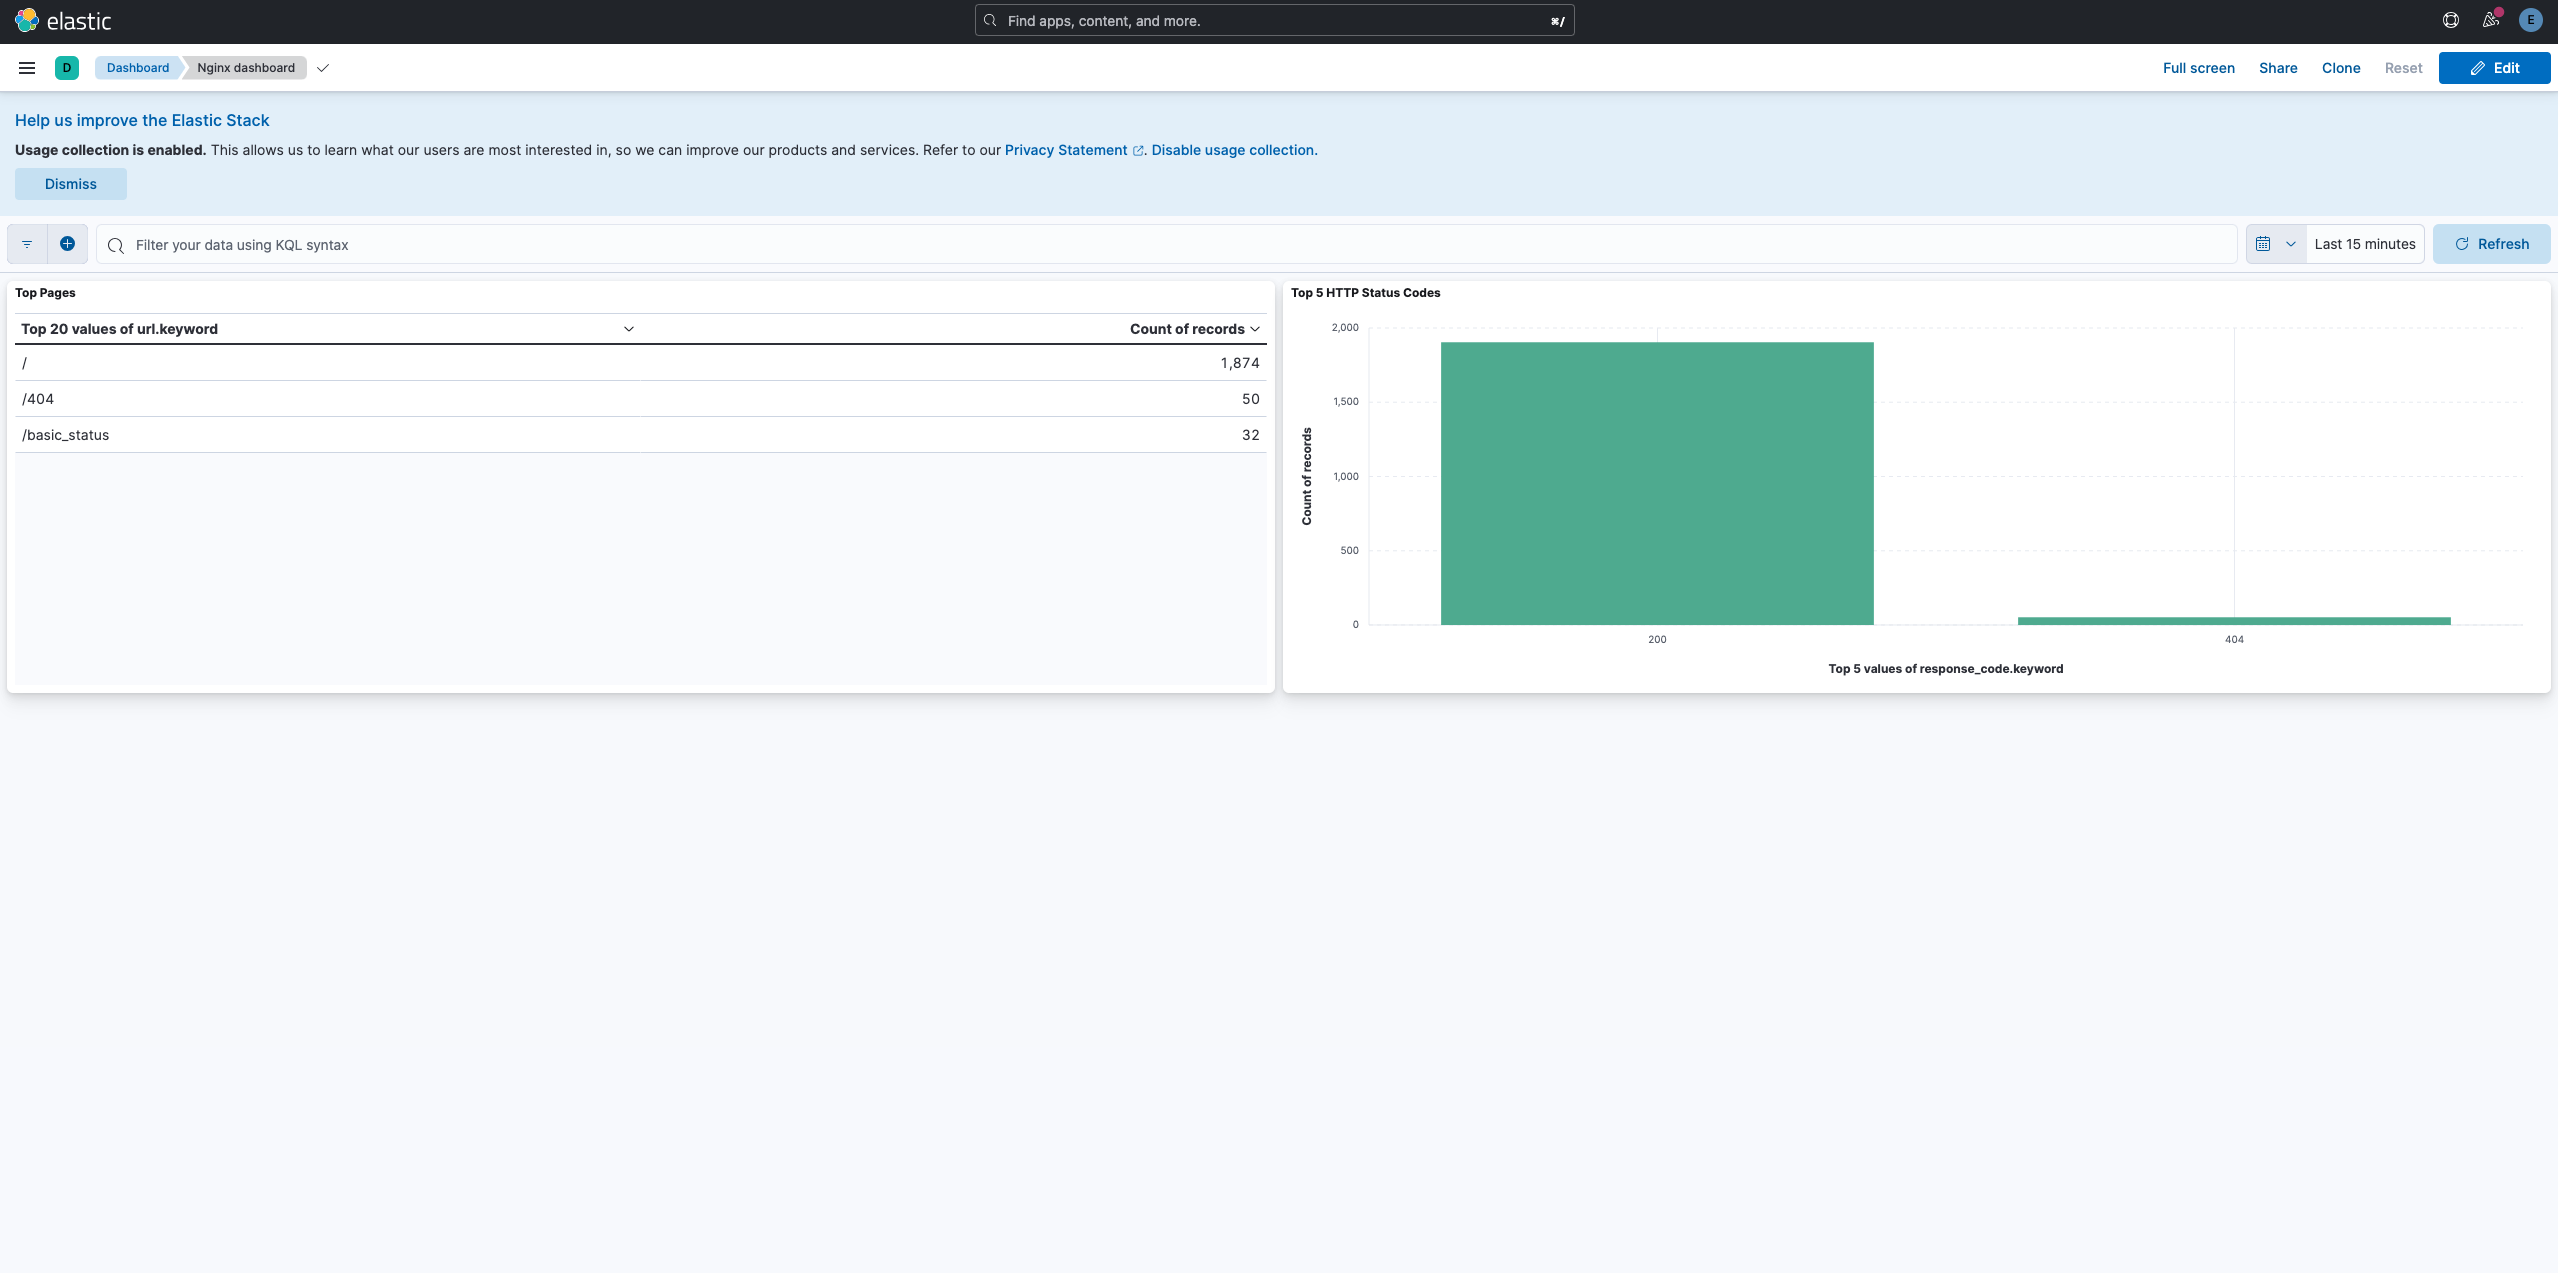 elastic
Find apps, content, and more.
⌘/
E
D
Dashboard
Nginx dashboard
Full screen
Share
Clone
Reset
Edit
Help us improve the Elastic Stack
Usage collection is enabled. This allows us to learn what our users are most interested in, so we can improve our products and services. Refer to our Privacy Statement. Disable usage collection.
Dismiss
Filter your data using KQL syntax
Last 15 minutes
Refresh
Top Pages
Top 20 values of url.keyword
Count of records
/
1,874
/404
50
/basic_status
32
Top 5 HTTP Status Codes
2,000
1,500
1,000
500
0
Count of records
200
404
Top 5 values of response_code.keyword